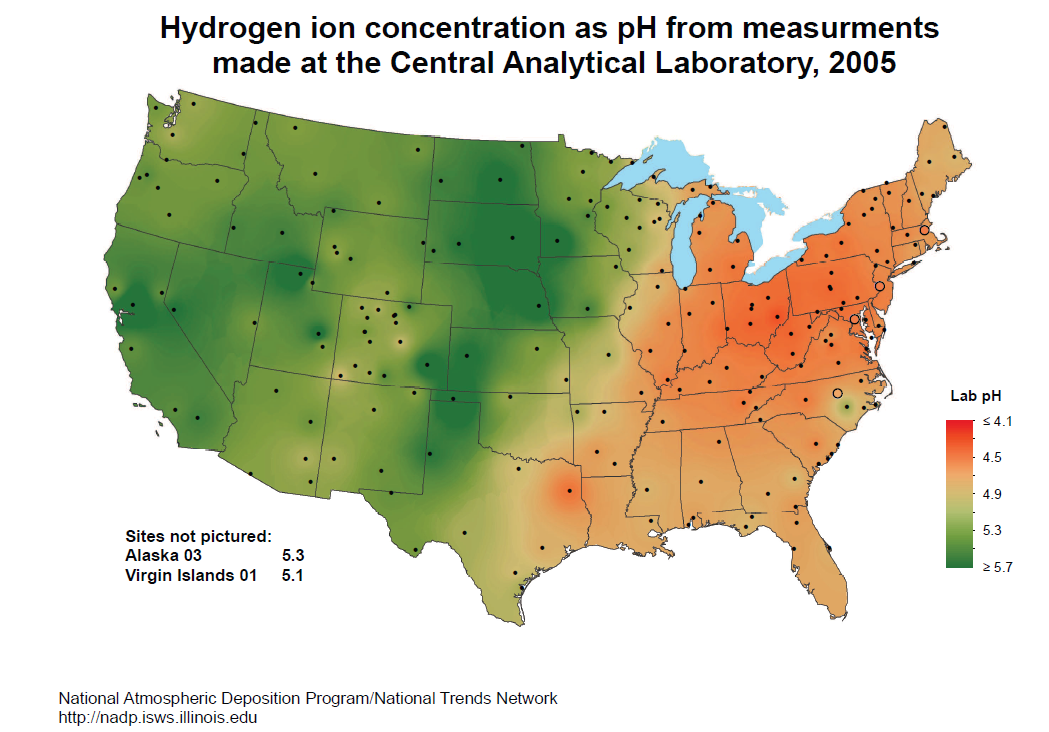 Hydrogen ion concentration as pH from measurments
made at the Central Analytical Laboratory, 2005
Lab pH
≤ 4.1
4.5
4.9
5.3
≥ 5.7
Sites not pictured:
Alaska 03 5.3
Virgin Islands 01 5.1
National Atmospheric Deposition Program/National Trends Network
http://nadp.isws.illinois.edu